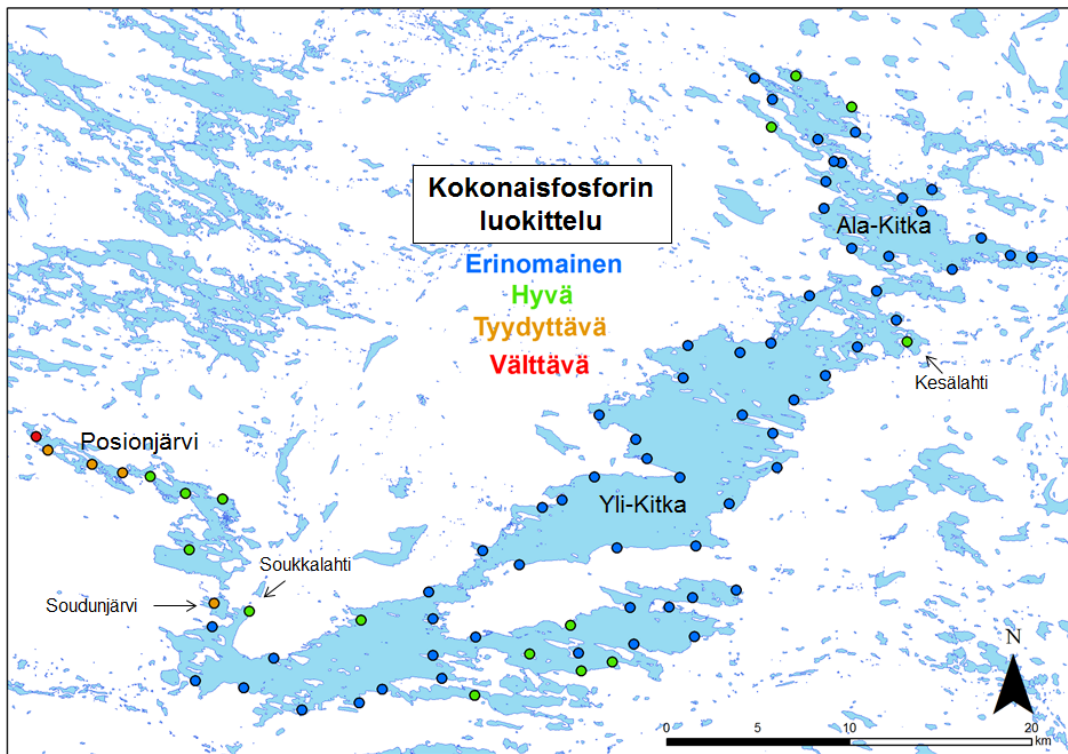 Kokonaisfosforin
luokittelu
Erinomainen
Hyvä
Tyydyttävä
Välttävä
Ala-Kitka
Kesälahti
Posionjärvi
Yli-Kitka
Soukkalahti
Soudunjärvi
N
0 5 10 20
km